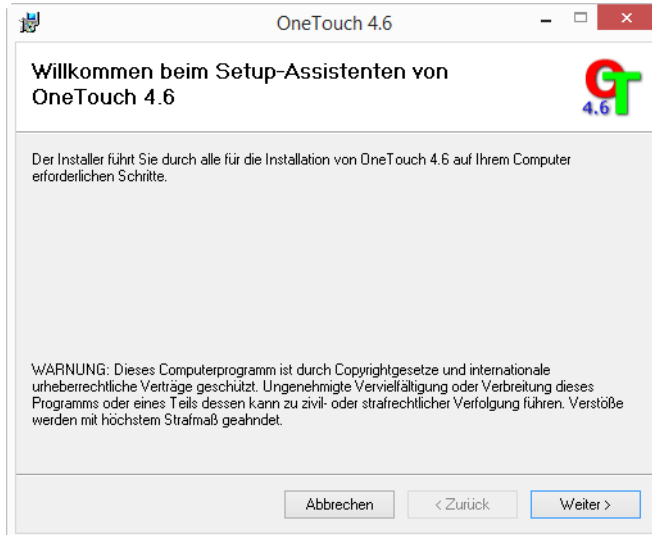 OneTouch 4.6
Willkommen beim Setup-Assistenten von
OneTouch 4.6
OT
4.6
Der Installer führt Sie durch alle für die Installation von OneTouch 4.6 auf Ihrem Computer
erforderlichen Schritte.
WARNUNG: Dieses Computerprogramm ist durch Copyrightgesetze und internationale
urheberrechtliche Verträge geschützt. Ungenehmigte Vervielfältigung oder Verbreitung dieses
Programms oder eines Teils dessen kann zu zivil- oder strafrechtlicher Verfolgung führen. Verstöße
werden mit höchstem Strafmaß geahndet.
Abbrechen < Zurück Weiter >